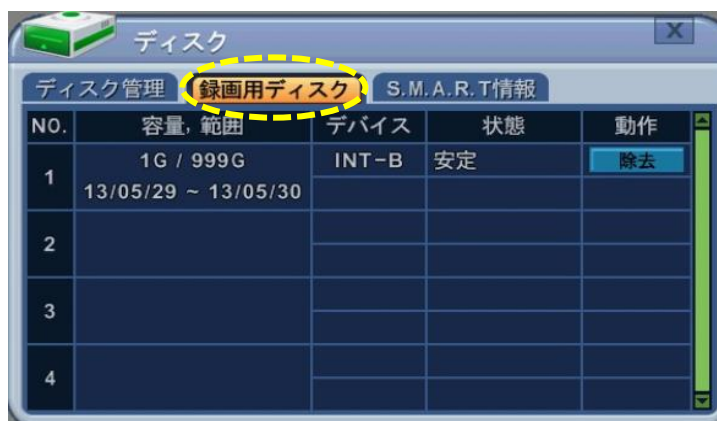 ディスク
X
ディスク管理 録画用ディスク S.M.A.R.T情報
NO. 容量, 範囲 デバイス 状態 動作
1 1G / 999G INT-B 安定 除去
13/05/29 ~ 13/05/30
2
3
4